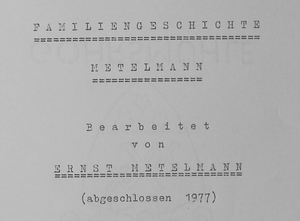 FAMILIENGESCHICHTE
METELMANN
Bearbeitet
von
ERNST METELMANN
(abgeschlossen 1977)